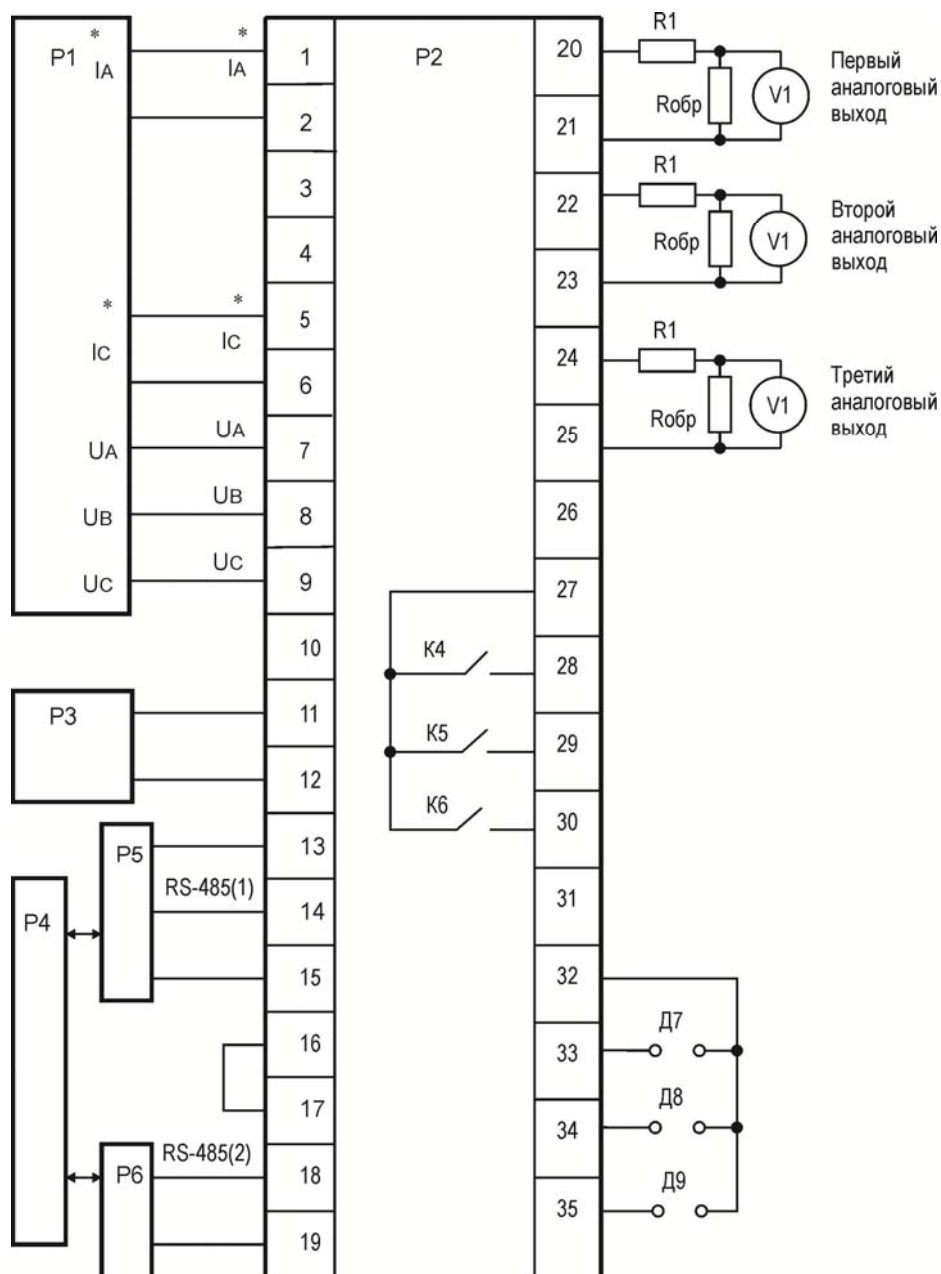 P1
*
IA
*
IA
IC
*
IC
*
UA
UA
UB
UB
UC
UC
P3
P5
RS-485(1)
P4
P6
RS-485(2)
P2
1
2
3
4
5
6
7
8
9
10
11
12
13
14
15
16
17
18
19
К4
К5
К6
20
21
22
23
24
25
26
27
28
29
30
31
32
33
34
35
R1
Rобр
V1
Первый
аналоговый
выход
R1
Rобр
V1
Второй
аналоговый
выход
R1
Rобр
V1
Третий
аналоговый
выход
Д7
Д8
Д9